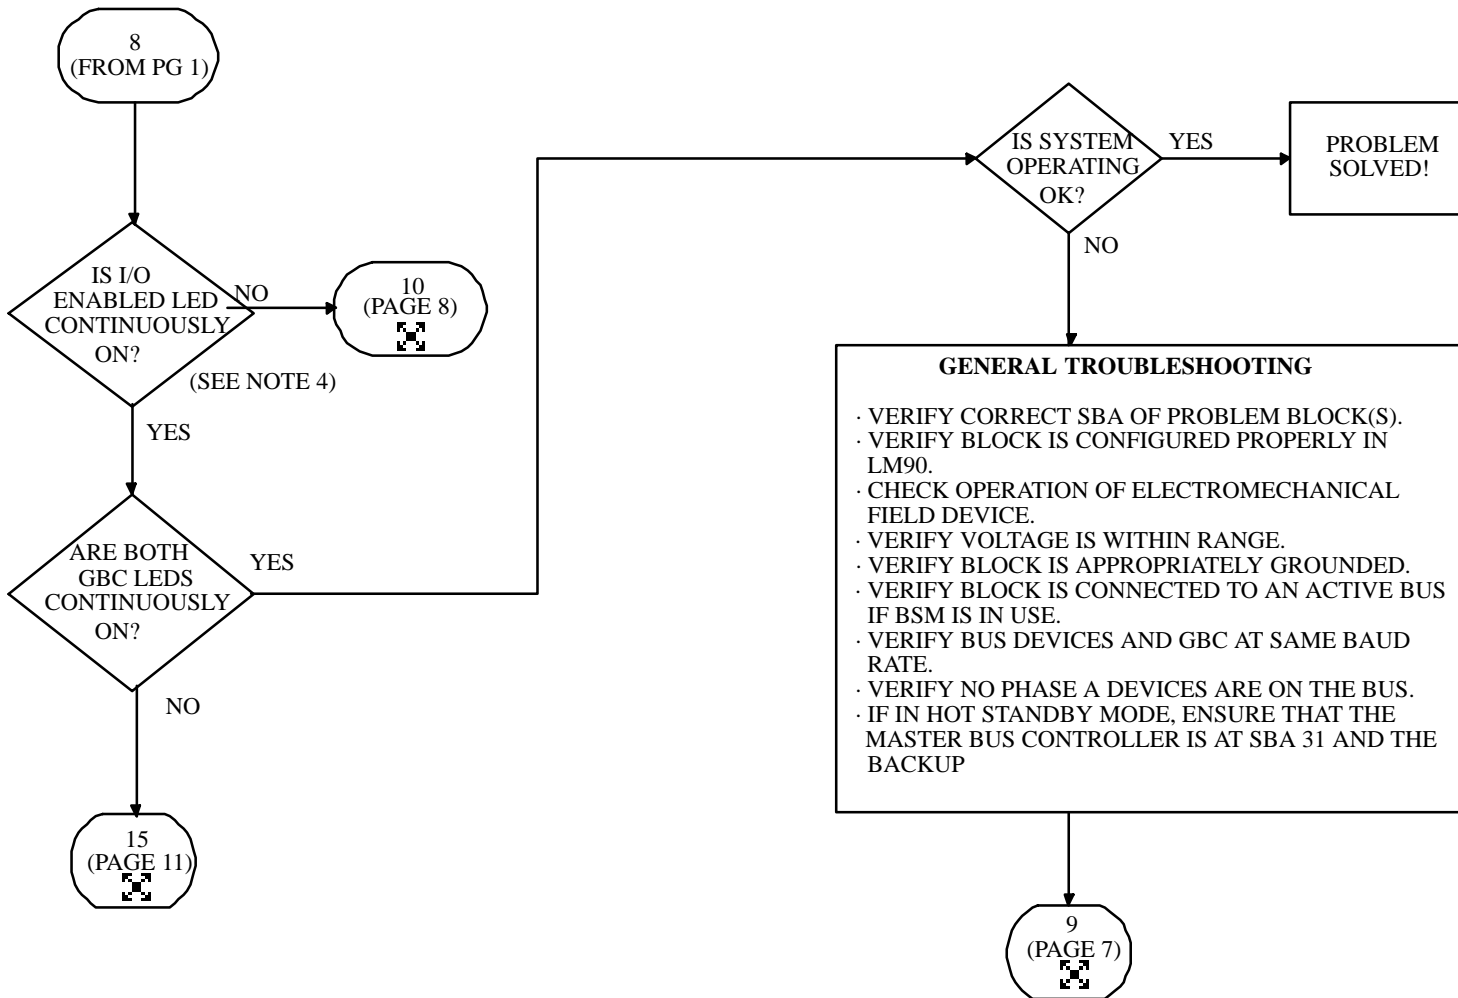 8
(FROM PG 1)
IS I/O
ENABLED LED
CONTINUOUSLY
ON?
NO
10
(PAGE 8)
(SEE NOTE 4)
YES
ARE BOTH
GBC LEDS
CONTINUOUSLY
ON?
YES
NO
15
(PAGE 11)
IS SYSTEM
OPERATING
OK?
YES
PROBLEM
SOLVED!
NO
GENERAL TROUBLESHOOTING
· VERIFY CORRECT SBA OF PROBLEM BLOCK(S).
· VERIFY BLOCK IS CONFIGURED PROPERLY IN
LM90.
· CHECK OPERATION OF ELECTROMECHANICAL
FIELD DEVICE.
· VERIFY VOLTAGE IS WITHIN RANGE.
· VERIFY BLOCK IS APPROPRIATELY GROUNDED.
· VERIFY BLOCK IS CONNECTED TO AN ACTIVE BUS
IF BSM IS IN USE.
· VERIFY BUS DEVICES AND GBC AT SAME BAUD
RATE.
· VERIFY NO PHASE A DEVICES ARE ON THE BUS.
· IF IN HOT STANDBY MODE, ENSURE THAT THE
MASTER BUS CONTROLLER IS AT SBA 31 AND THE
BACKUP
9
(PAGE 7)